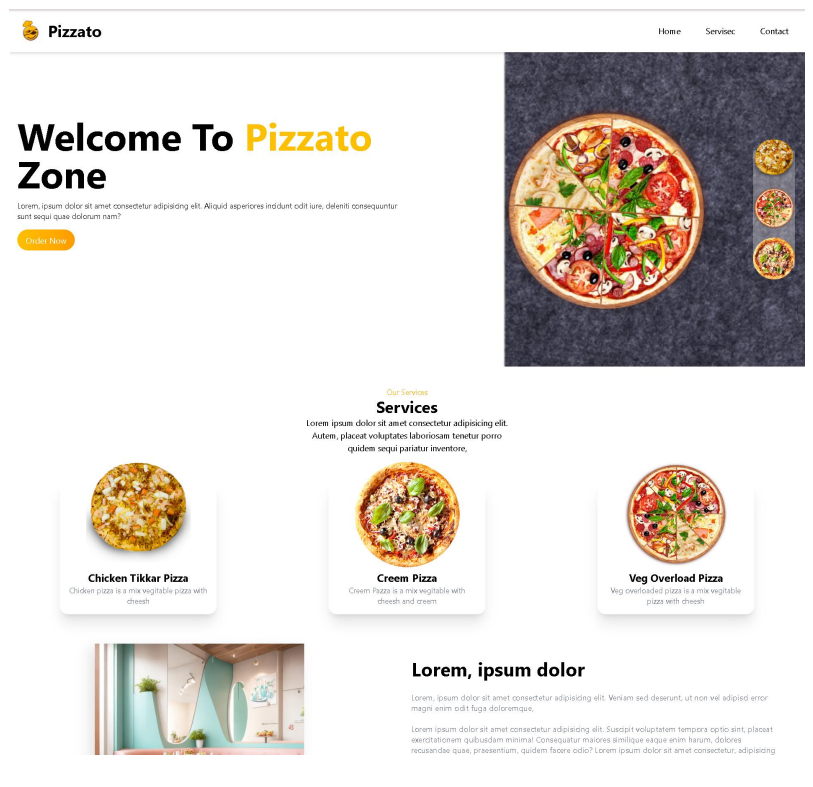 Pizzato
Home
Servisec
Contact
Welcome To Pizzato
Zone
Lorem, ipsum dolor sit amet consectetur adipisicing elit. Aliquid asperiores incidunt odit iure, deleniti consequuntur
sunt sequi quae dolorum nam?
Order Now
Our Services
Services
Lorem ipsum dolor sit amet consectetur adipisicing elit.
Autem, placeat voluptates laboriosam tenetur porro
quidem sequi pariatur inventore,
Chicken Tikkar Pizza
Chicken pizza is a mix vegitable pizza with
cheesh
Creem Pizza
Creem Pazza is a mix vegitable with
cheesh and creem
Veg Overload Pizza
Veg overloaded pizza is a mix vegitable
pizza with cheesh
Lorem, ipsum dolor
Lorem, ipsum dolor sit amet consectetur adipisicing elit. Veniam sed deserunt, ut non vel adipisci error
magni enim odit fuga doloremque,
Lorem ipsum dolor sit amet consectetur adipisicing elit. Suscipit voluptatem tempora optio sint, placeat
exercitationem quibusdam minima! Consequatur maiores similique eaque enim harum, dolores
recusandae quae, praesentium, quidem facere odio? Lorem ipsum dolor sit amet consectetur, adipisicing